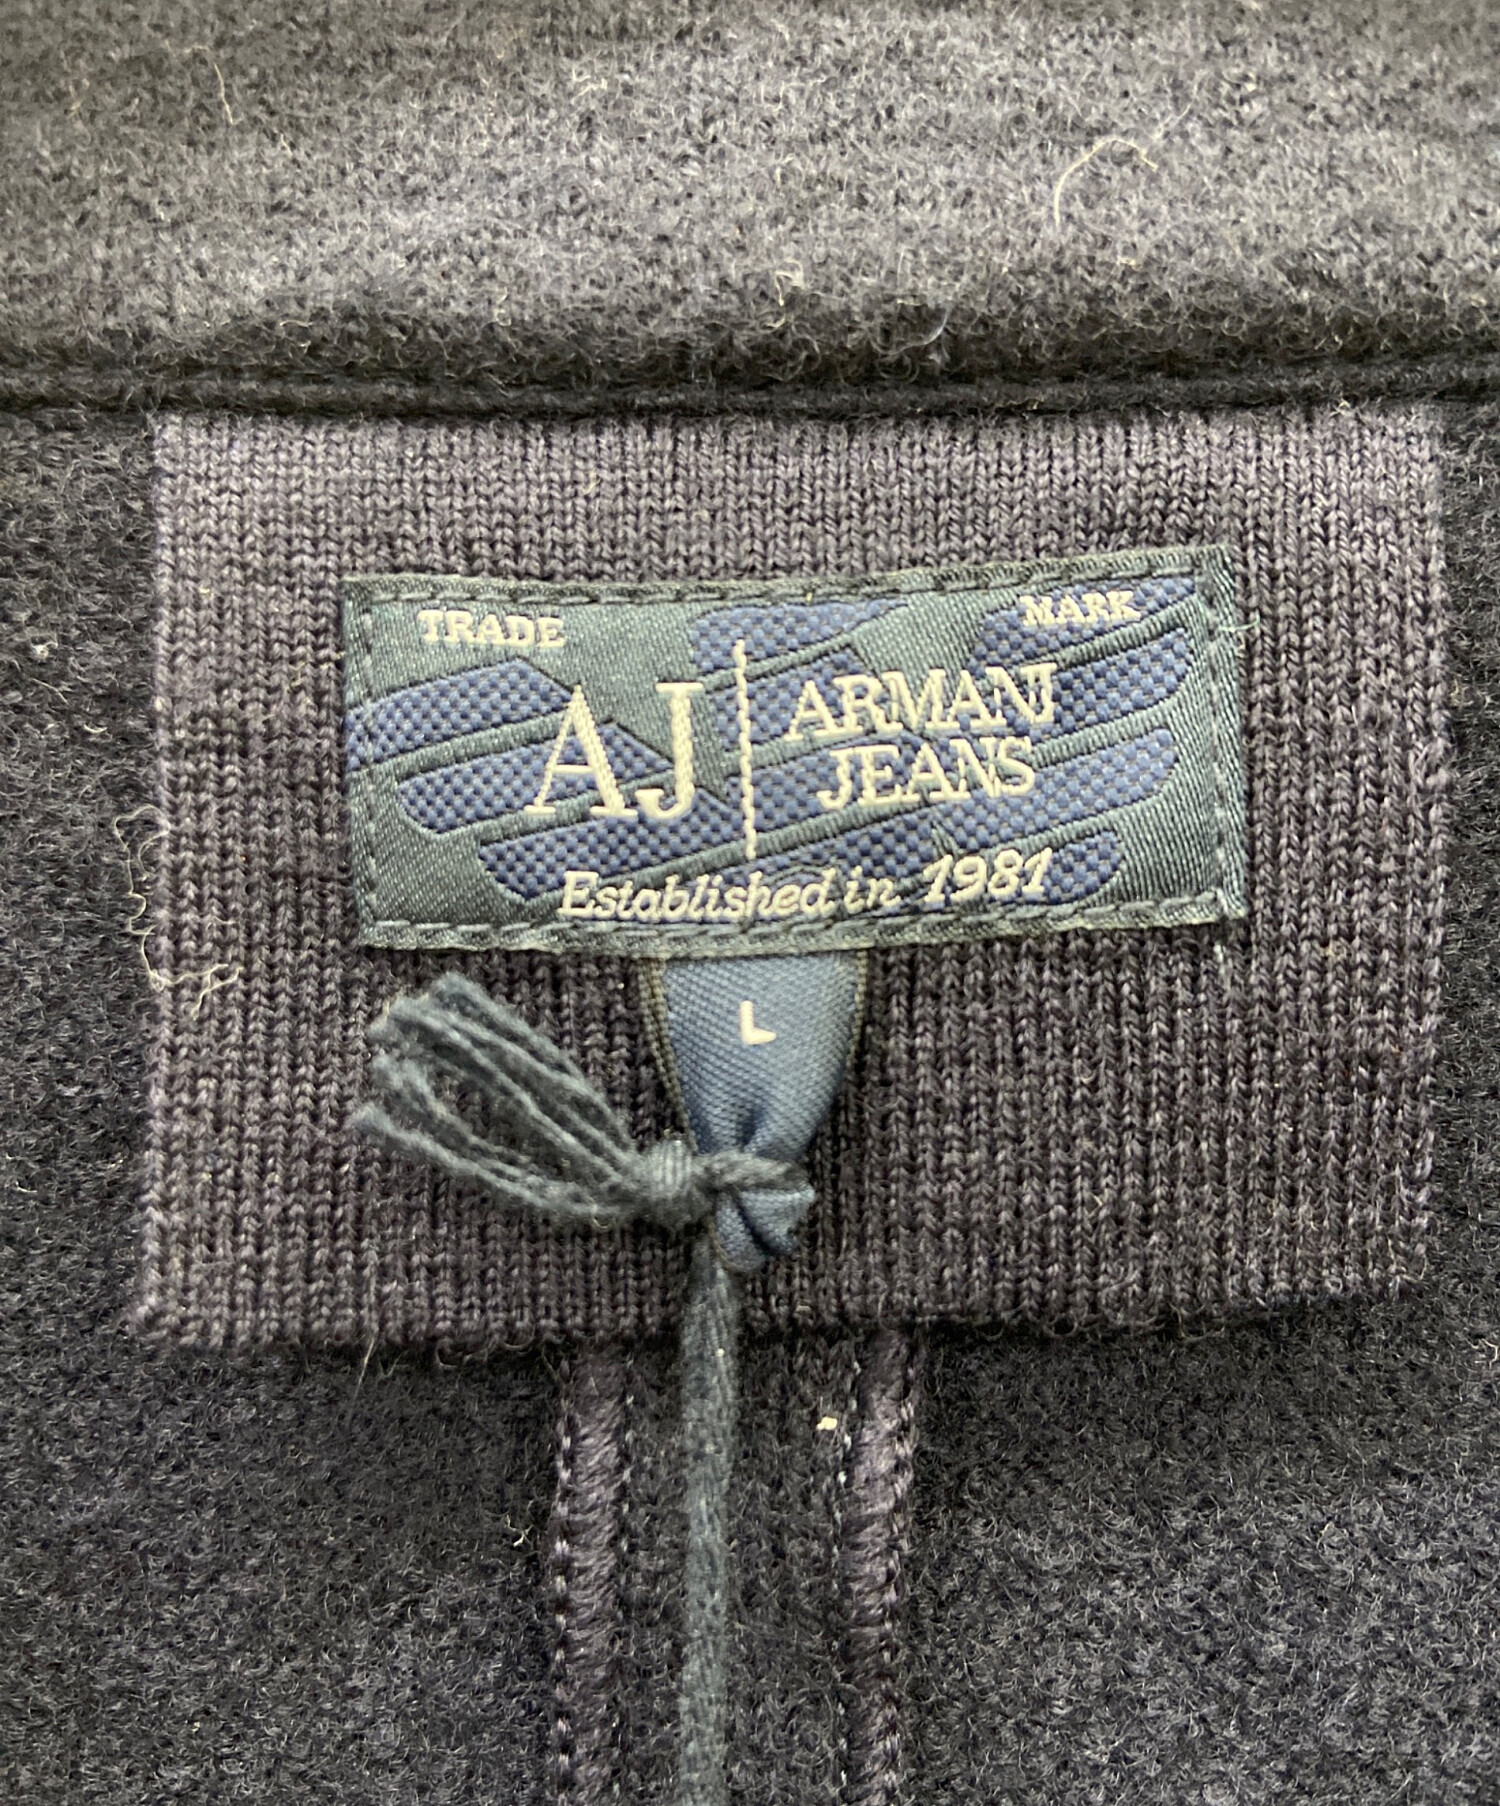 TRADE MARK
AJ ARMANI
JEANS
Established in 1981
L